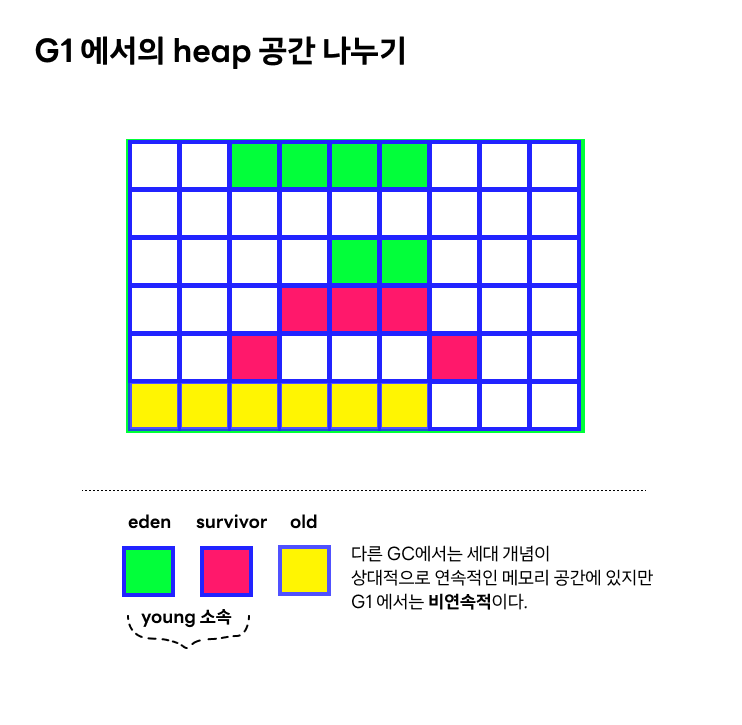 G1 에서의 heap 공간 나누기
eden survivor old
young 소속
다른 GC에서는 세대 개념이
상대적으로 연속적인 메모리 공간에 있지만
G1 에서는 비연속적이다.